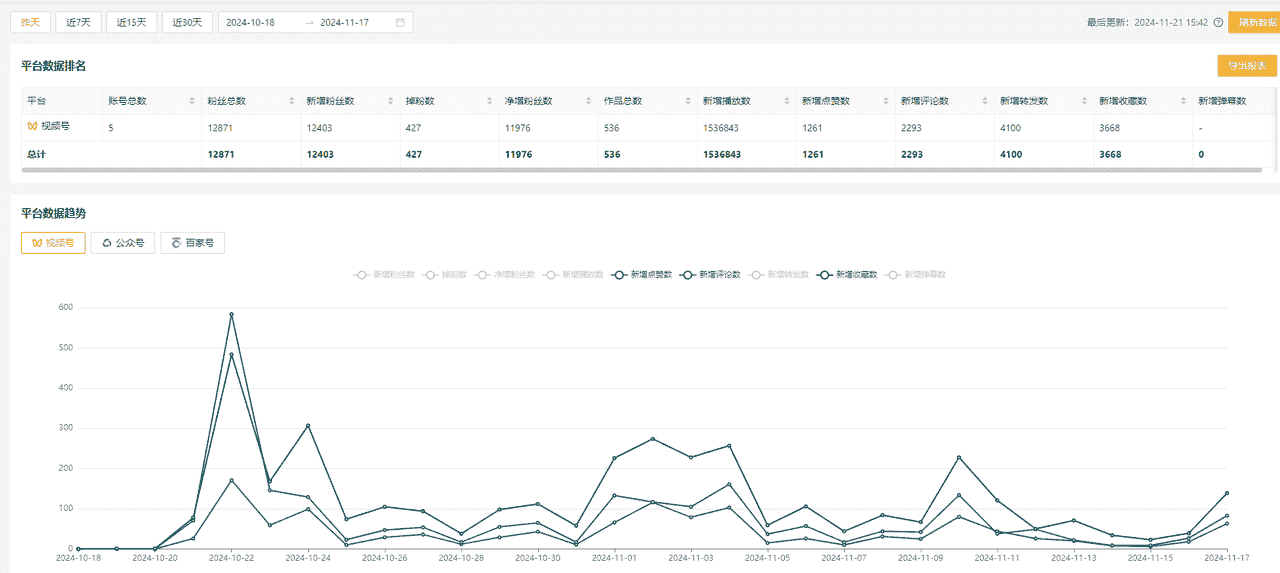 昨天 近7天 近15天 近30天 2024-10-18 → 2024-11-17 最后更新：2024-11-21 15:42 刷新数据
平台数据排名 导出报表
平台 账号总数 粉丝总数 新增粉丝数 掉粉数 净增粉丝数 作品总数 新增播放数 新增点赞数 新增评论数 新增转发数 新增收藏数 新增弹幕数
视频号 5 12871 12403 427 11976 536 1536843 1261 2293 4100 3668 -
总计 12871 12403 427 11976 536 1536843 1261 2293 4100 3668 0
平台数据趋势
视频号 公众号 百家号
新增粉丝数 掉粉数 净增粉丝数 新增播放数 新增点赞数 新增评论数 新增转发数 新增收藏数 新增弹幕数
600
500
400
300
200
100
0
2024-10-18 2024-10-20 2024-10-22 2024-10-24 2024-10-26 2024-10-28 2024-10-30 2024-11-01 2024-11-03 2024-11-05 2024-11-07 2024-11-09 2024-11-11 2024-11-13 2024-11-15 2024-11-17